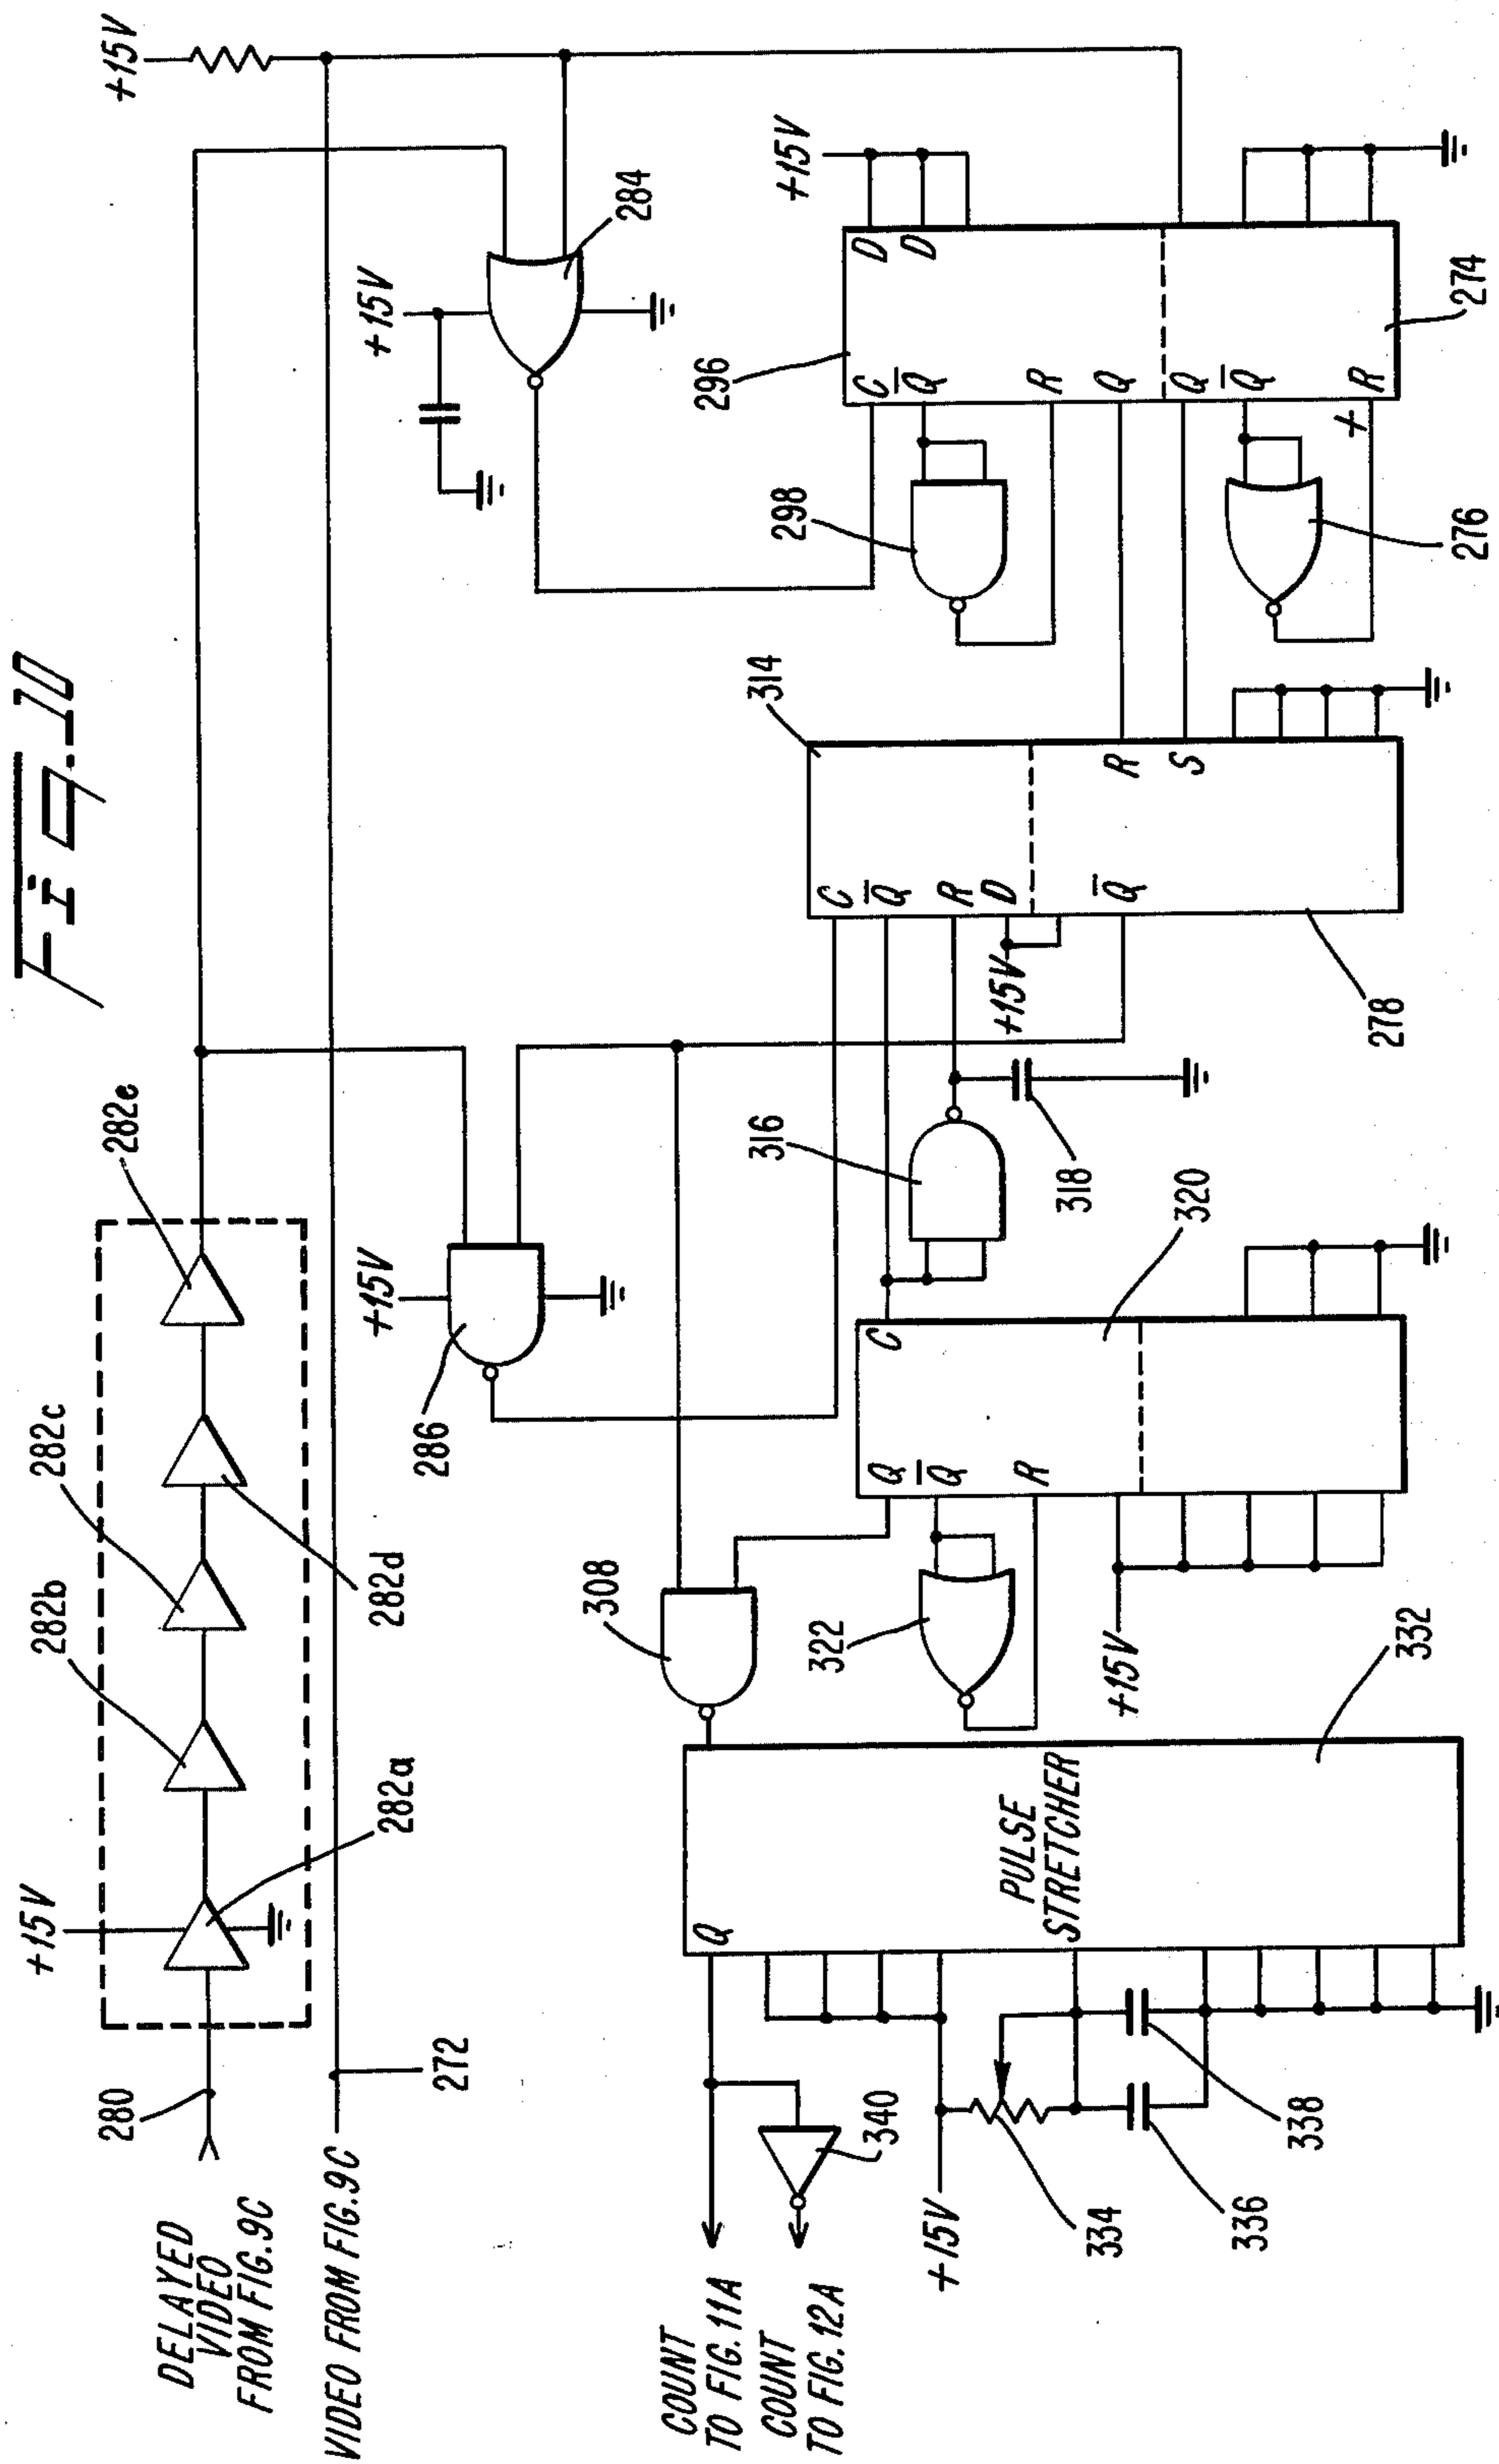 FIG. 10
DELAYED
VIDEO
FROM FIG. 9C
280
+15V
282a
282b
282c
282d
282e
VIDEO FROM FIG. 9C
272
+15V
+15V
286
+15V
284
308
COUNT
TO FIG. 11A
COUNT
TO FIG. 12A
340
Q
PULSE
STRETCHER
332
+15V
334
336
338
322
Q
Q
R
C
320
+15V
316
318
C
Q
R
D
Q
+15V
R
S
314
278
298
276
296
C
Q
R
Q
Q
Q
R
+
D
D
+15V
274